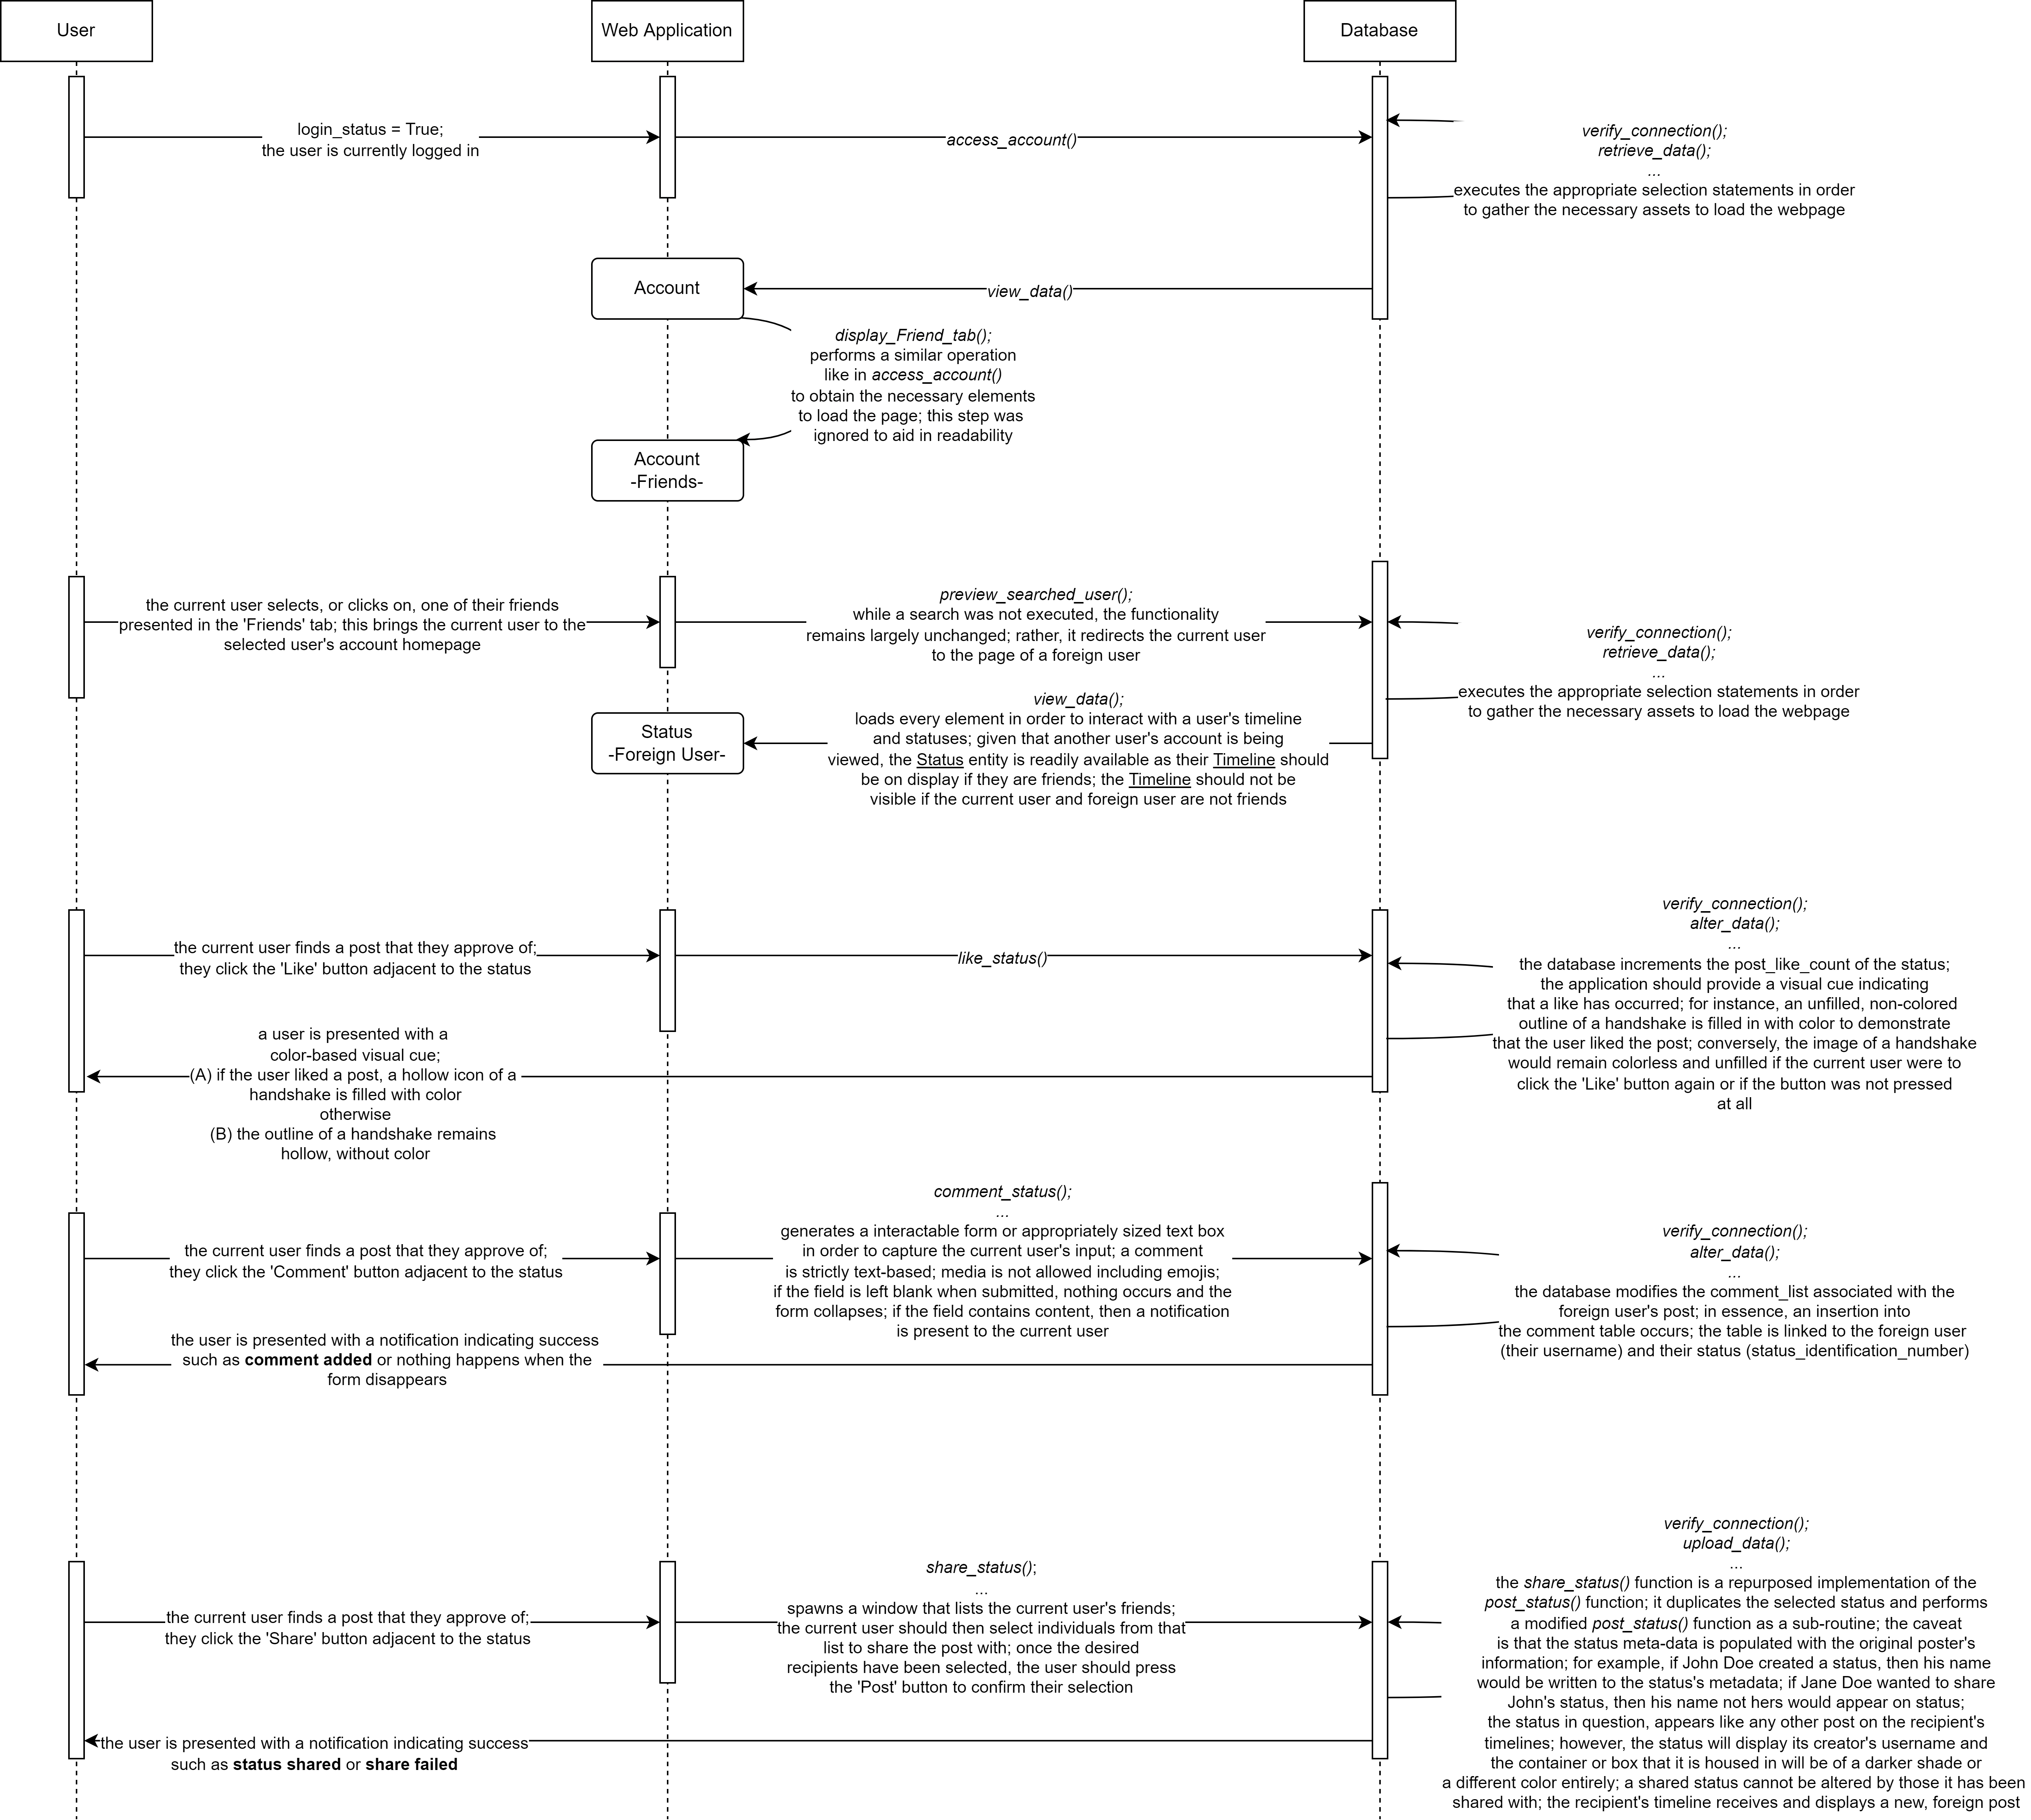 User
Web Application
Database
login_status = True;
the user is currently logged in
access_account()
verify_connection();
retrieve_data();
...
executes the appropriate selection statements in order
to gather the necessary assets to load the webpage
Account
view_data()
display_Friend_tab();
performs a similar operation
like in access_account()
to obtain the necessary elements
to load the page; this step was
ignored to aid in readability
Account
-Friends-
the current user selects, or clicks on, one of their friends
presented in the 'Friends' tab; this brings the current user to the
selected user's account homepage
preview_searched_user();
while a search was not executed, the functionality
remains largely unchanged; rather, it redirects the current user
to the page of a foreign user
verify_connection();
retrieve_data();
...
executes the appropriate selection statements in order
to gather the necessary assets to load the webpage
Status
-Foreign User-
view_data();
loads every element in order to interact with a user's timeline
and statuses; given that another user's account is being
viewed, the Status entity is readily available as their Timeline should
be on display if they are friends; the Timeline should not be
visible if the current user and foreign user are not friends
the current user finds a post that they approve of;
they click the 'Like' button adjacent to the status
like_status()
verify_connection();
alter_data();
...
the database increments the post_like_count of the status;
the application should provide a visual cue indicating
that a like has occurred; for instance, an unfilled, non-colored
outline of a handshake is filled in with color to demonstrate
that the user liked the post; conversely, the image of a handshake
would remain colorless and unfilled if the current user were to
click the 'Like' button again or if the button was not pressed
at all
a user is presented with a
color-based visual cue;
(A) if the user liked a post, a hollow icon of a
handshake is filled with color
otherwise
(B) the outline of a handshake remains
hollow, without color
the current user finds a post that they approve of;
they click the 'Comment' button adjacent to the status
comment_status();
...
generates a interactable form or appropriately sized text box
in order to capture the current user's input; a comment
is strictly text-based; media is not allowed including emojis;
if the field is left blank when submitted, nothing occurs and the
form collapses; if the field contains content, then a notification
is present to the current user
verify_connection();
alter_data();
...
the database modifies the comment_list associated with the
foreign user's post; in essence, an insertion into
the comment table occurs; the table is linked to the foreign user
(their username) and their status (status_identification_number)
the user is presented with a notification indicating success
such as comment added or nothing happens when the
form disappears
the current user finds a post that they approve of;
they click the 'Share' button adjacent to the status
share_status();
...
spawns a window that lists the current user's friends;
the current user should then select individuals from that
list to share the post with; once the desired
recipients have been selected, the user should press
the 'Post' button to confirm their selection
verify_connection();
upload_data();
...
the share_status() function is a repurposed implementation of the
post_status() function; it duplicates the selected status and performs
a modified post_status() function as a sub-routine; the caveat
is that the status meta-data is populated with the original poster's
information; for example, if John Doe created a status, then his name
would be written to the status's metadata; if Jane Doe wanted to share
John's status, then his name not hers would appear on status;
the status in question, appears like any other post on the recipient's
timelines; however, the status will display its creator's username and
the container or box that it is housed in will be of a darker shade or
a different color entirely; a shared status cannot be altered by those it has been
shared with; the recipient's timeline receives and displays a new, foreign post
the user is presented with a notification indicating success
such as status shared or share failed